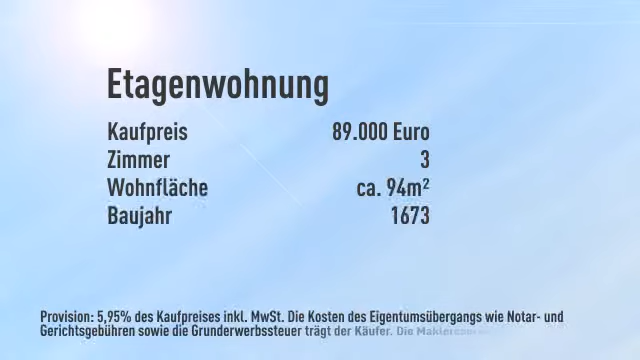 Etagenwohnung
Kaufpreis 89.000 Euro
Zimmer 3
Wohnfläche ca. 94m²
Baujahr 1673
Provision: 5,95% des Kaufpreises inkl. MwSt. Die Kosten des Eigentumsübergangs wie Notar- und
Gerichtsgebühren sowie die Grunderwerbssteuer trägt der Käufer. Die